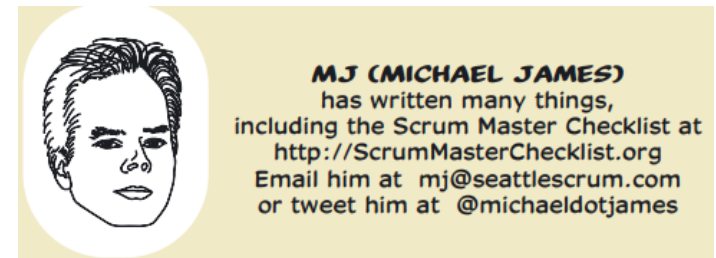 MJ (MICHAEL JAMES)
has written many things,
including the Scrum Master Checklist at
http://ScrumMasterChecklist.org
Email him at mj@seattlescrum.com
or tweet him at @michaeldotjames